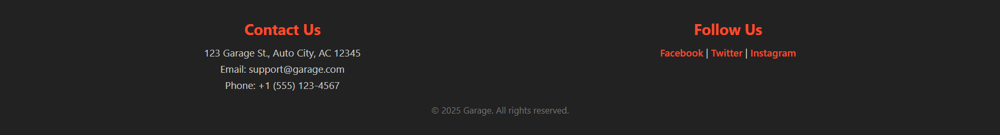 Contact Us
123 Garage St., Auto City, AC 12345
Email: support@garage.com
Phone: +1 (555) 123-4567
Follow Us
Facebook | Twitter | Instagram
© 2025 Garage. All rights reserved.